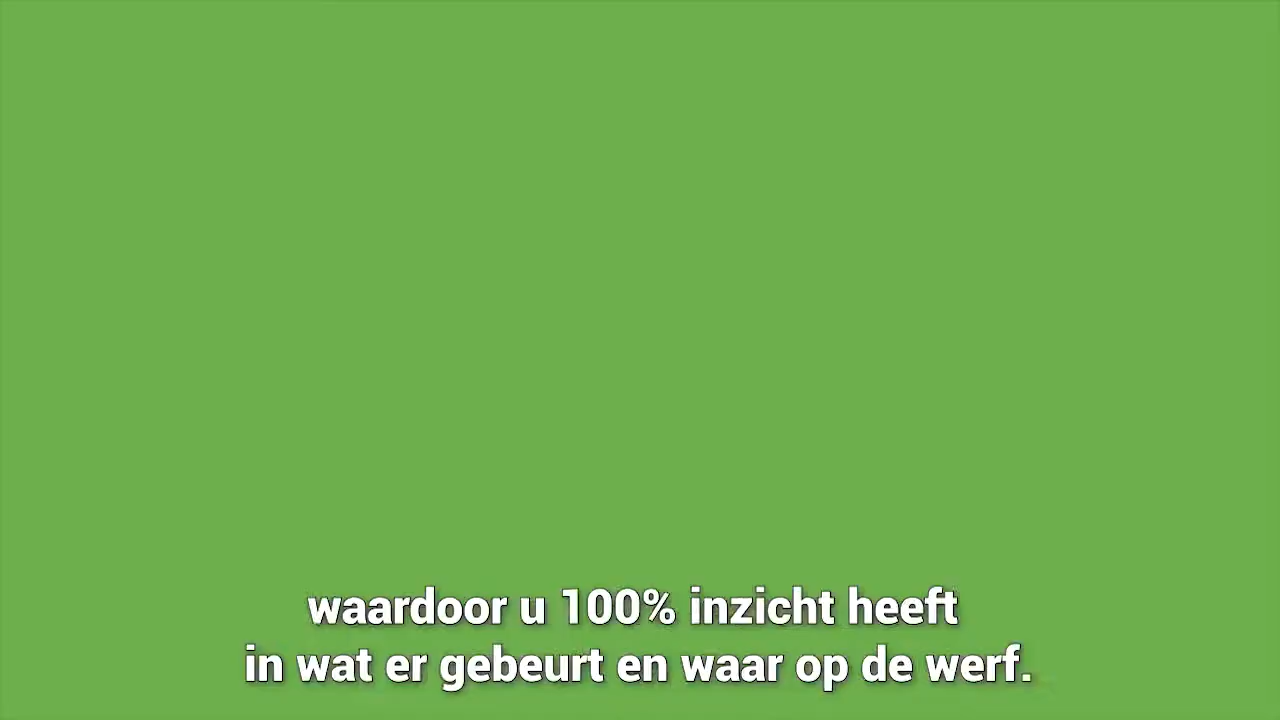 waardoor u 100% inzicht heeft
in wat er gebeurt en waar op de werf.